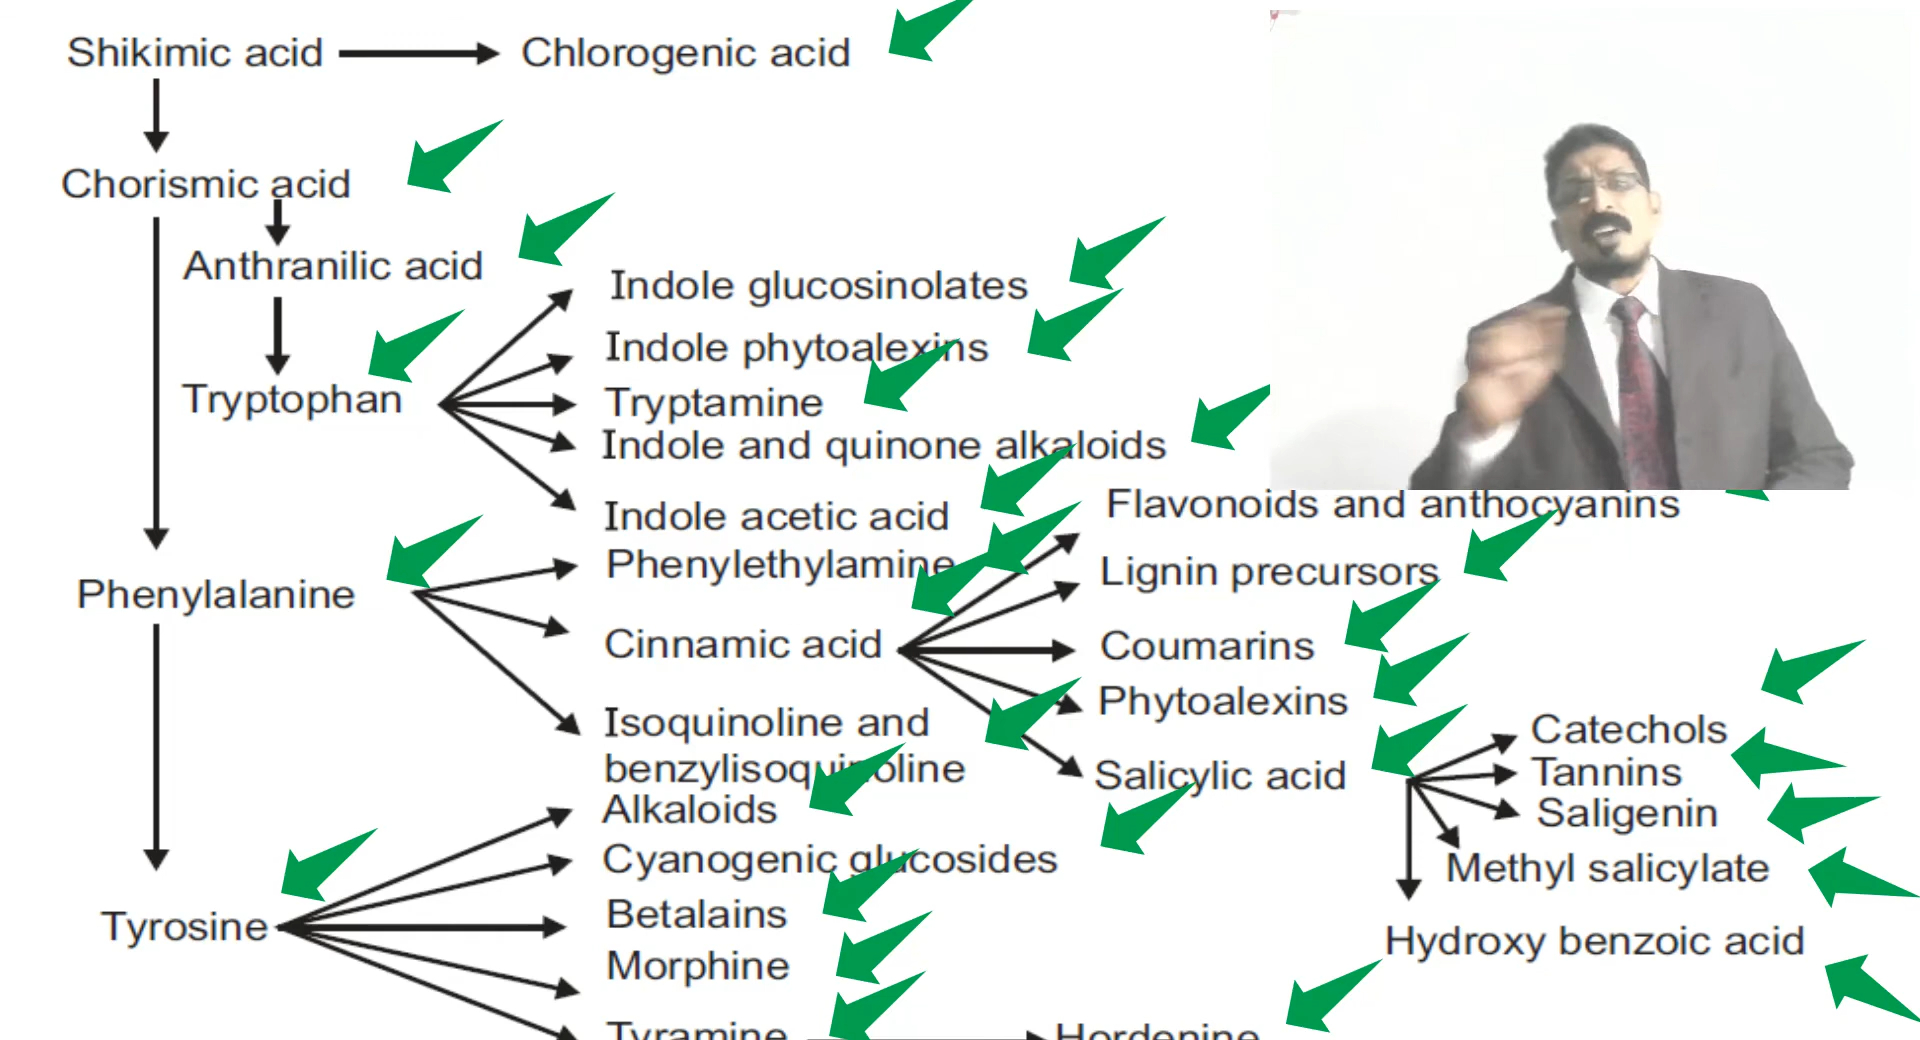 Shikimic acid
Chlorogenic acid
Chorismic acid
Anthranilic acid
Tryptophan
Indole glucosinolates
Indole phytoalexins
Tryptamine
Indole and quinone alkaloids
Indole acetic acid
Phenylalanine
Phenylethylamine
Cinnamic acid
Isoquinoline and
benzylisoquinoline
Flavonoids and anthocyanins
Lignin precursors
Coumarins
Phytoalexins
Salicylic acid
Catechols
Tannins
Saligenin
Methyl salicylate
Hydroxy benzoic acid
Tyrosine
Alkaloids
Cyanogenic glucosides
Betalains
Morphine
Tyramine
Hordenine